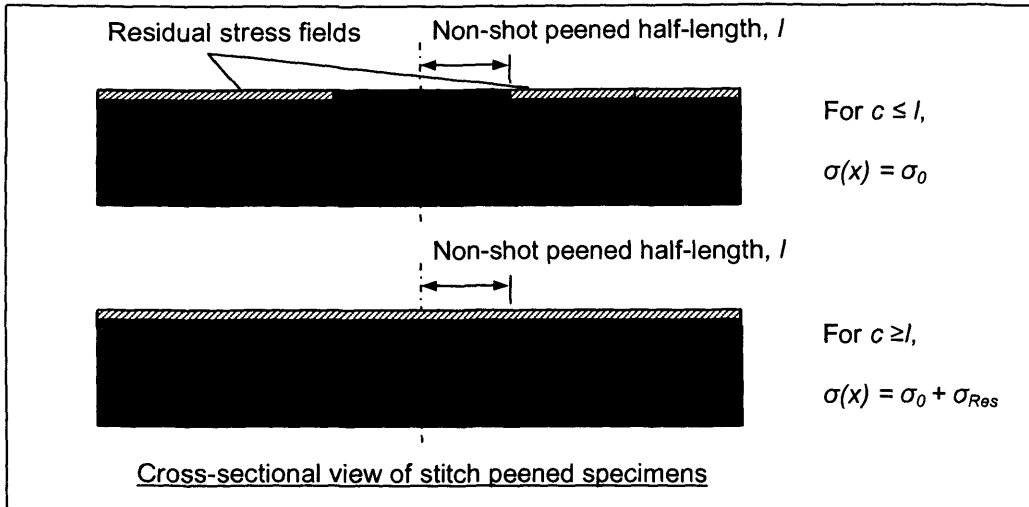 Residual stress fields
Non-shot peened half-length, l
For c ≤ l,
σ(x) = σ0
Non-shot peened half-length, l
For c ≥l,
σ(x) = σ0 + σRes
Cross-sectional view of stitch peened specimens